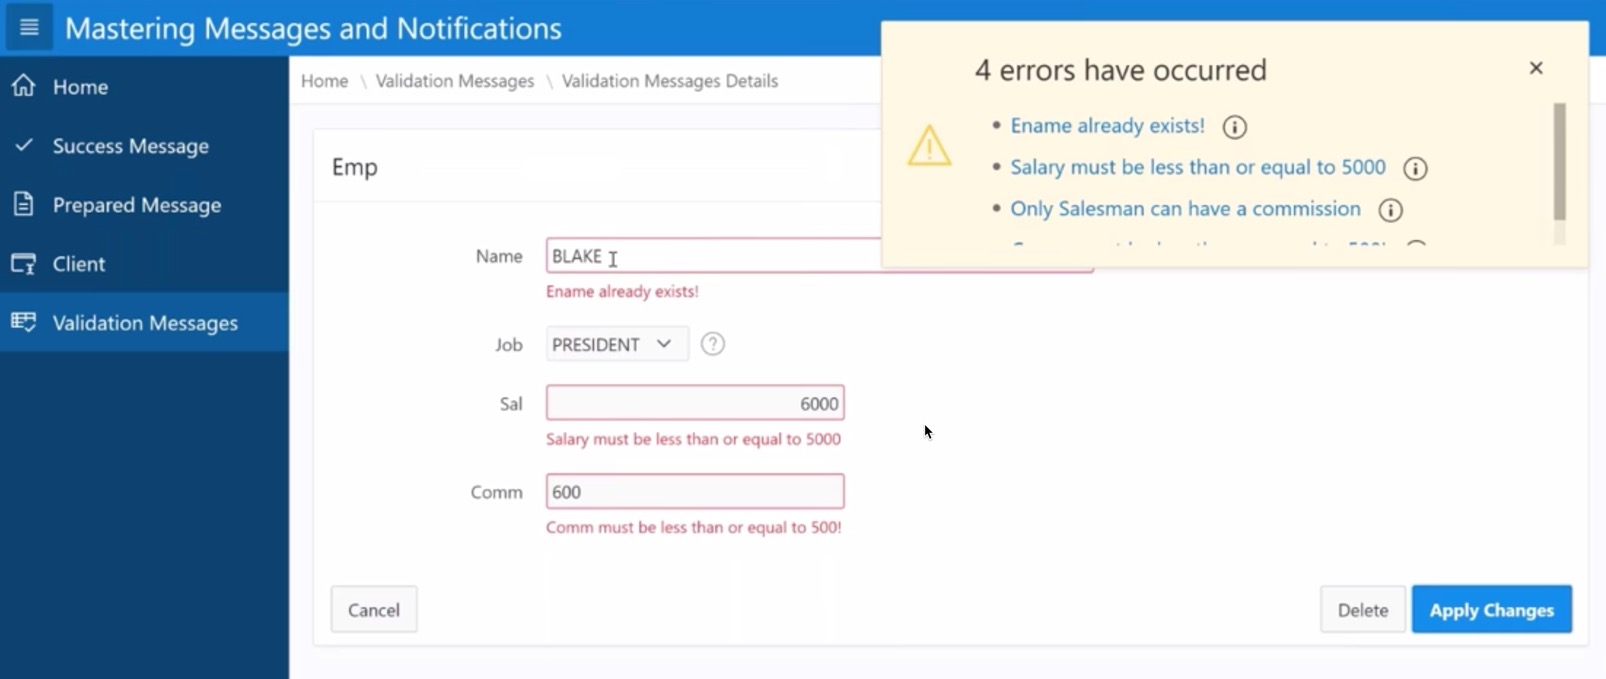 Mastering Messages and Notifications
Home
Success Message
Prepared Message
Client
Validation Messages
Home \ Validation Messages \ Validation Messages Details
4 errors have occurred
• Ename already exists!
• Salary must be less than or equal to 5000
• Only Salesman can have a commission
Emp
Name BLAKE
Ename already exists!
Job PRESIDENT
Sal 6000
Salary must be less than or equal to 5000
Comm 600
Comm must be less than or equal to 500!
Cancel
Delete
Apply Changes